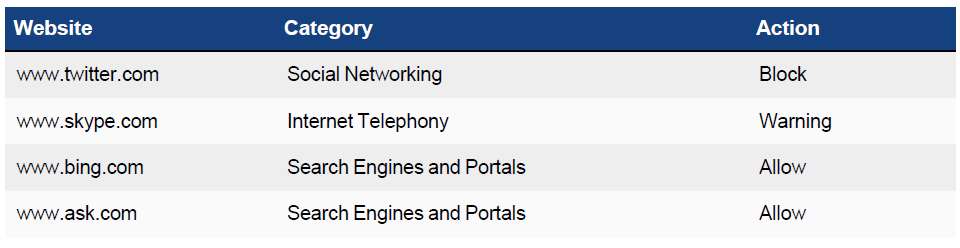 Website Category Action
www.twitter.com Social Networking Block
www.skype.com Internet Telephony Warning
www.bing.com Search Engines and Portals Allow
www.ask.com Search Engines and Portals Allow